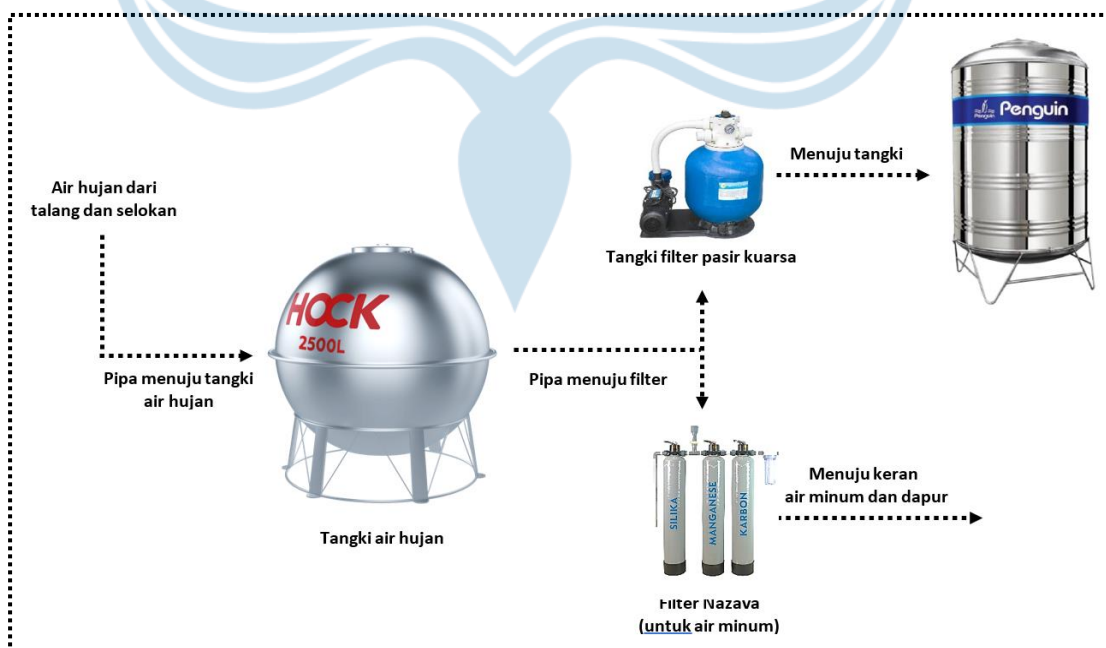 Air hujan dari
talang dan selokan
Pipa menuju tangki
air hujan
HOCK
2500L
Tangki air hujan
Pipa menuju filter
Tangki filter pasir kuarsa
Menuju tangki
Penguin
SILIKA
MANGANESE
KARBON
Filter Nazava
(untuk air minum)
Menuju keran
air minum dan dapur